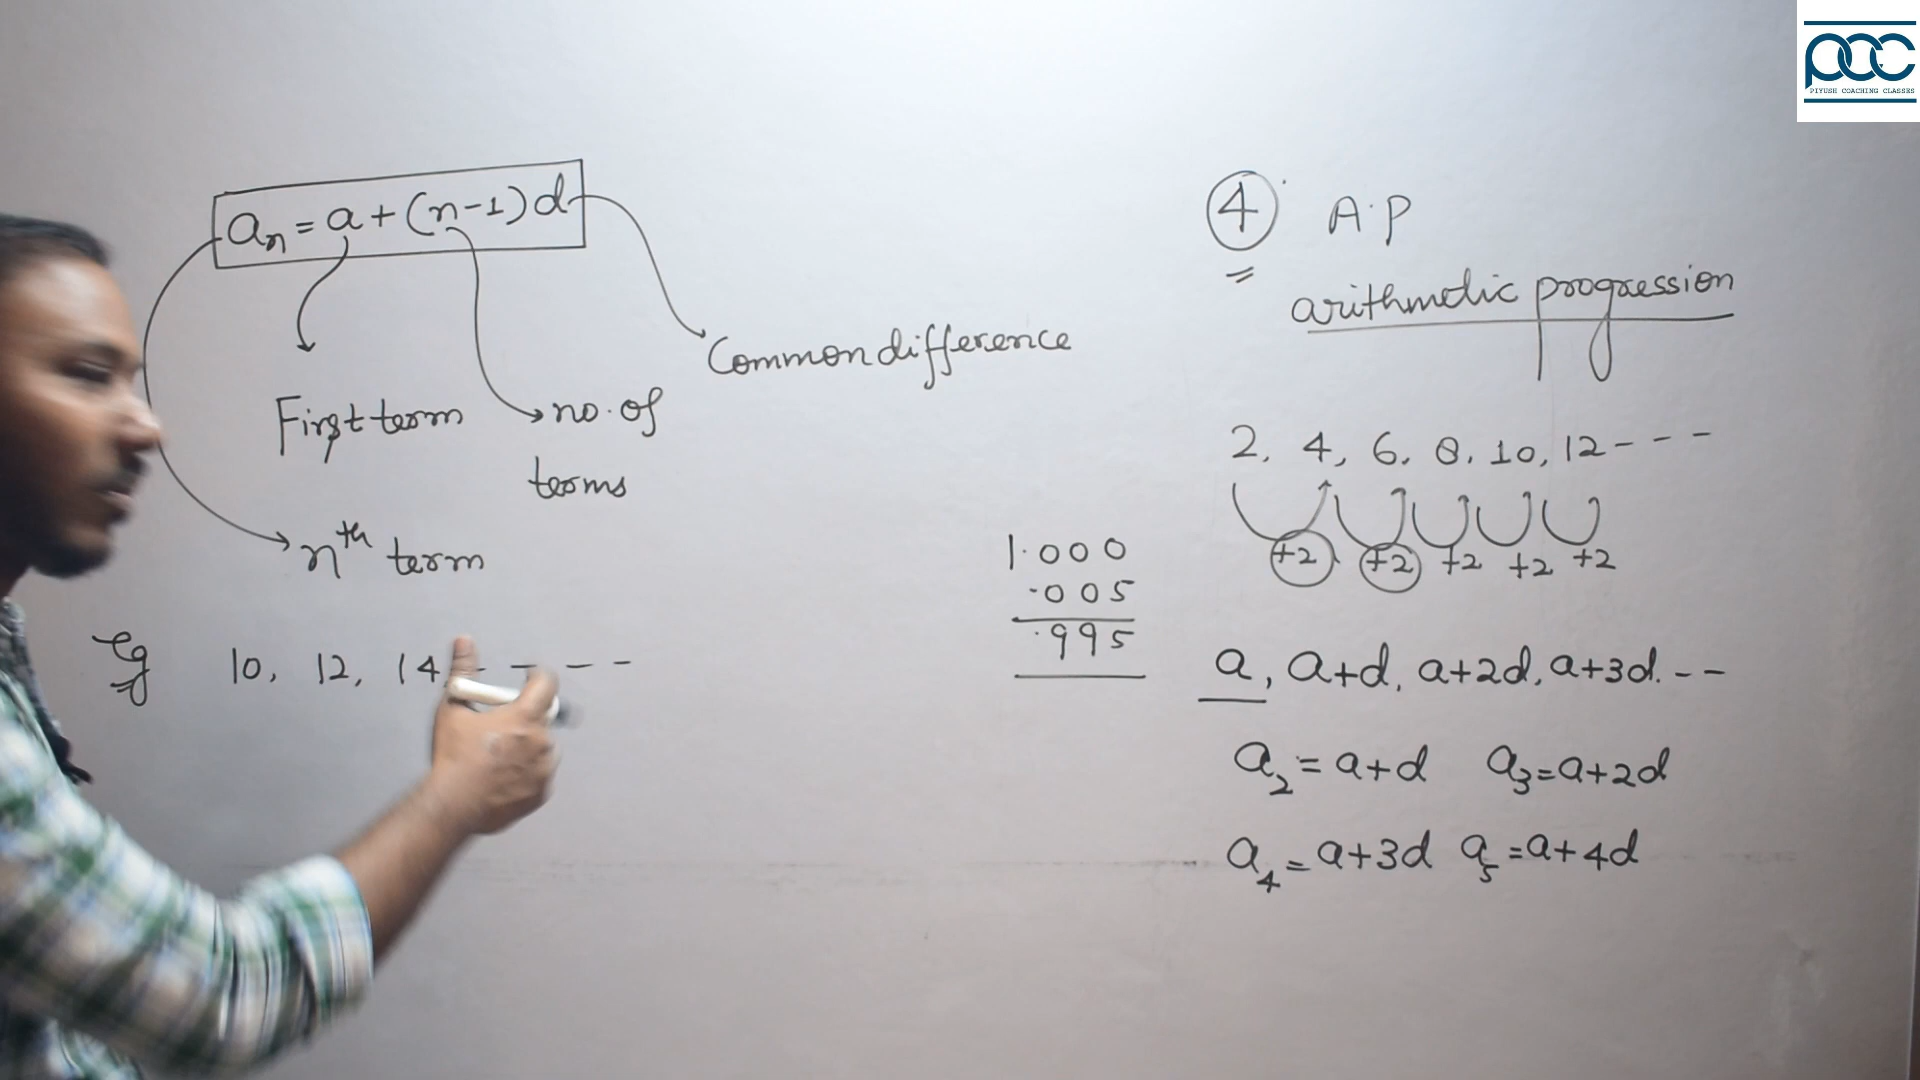 PCC
PIYUSH COACHING CLASSES
aₙ = a + (n-1)d
First term
no. of
terms
Common difference
nᵗʰ term
Eg 10, 12, 14, - - - -
1.000
.005
.995
4 A.P
arithmetic progression
2, 4, 6, 8, 10, 12 - - -
+2 +2 +2 +2 +2
a, a+d, a+2d, a+3d. - -
a₂ = a+d a₃ = a+2d
a₄ = a+3d a₅ = a+4d